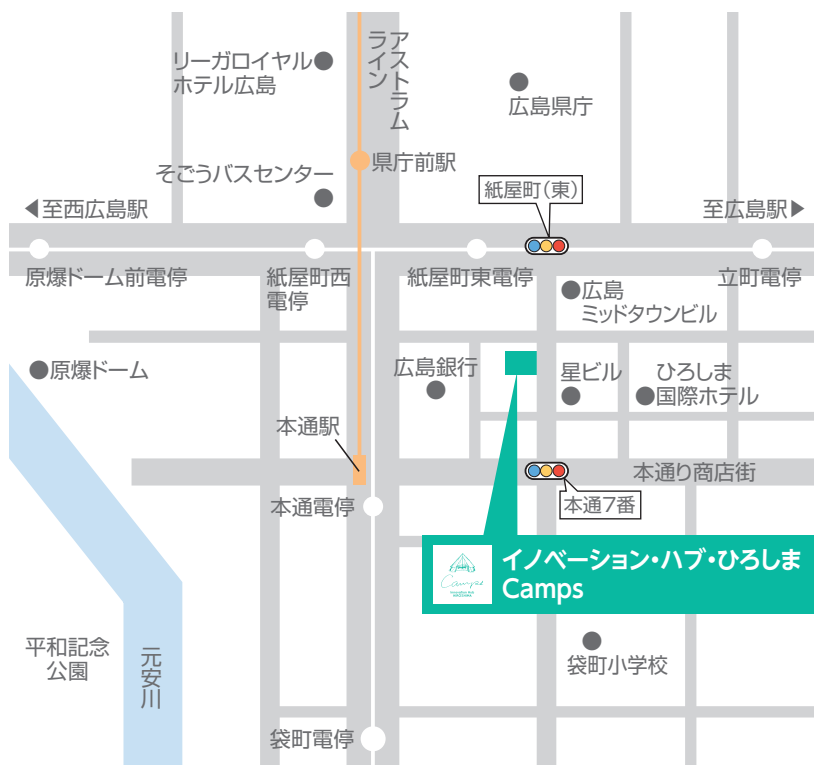 リーガロイヤル
ホテル広島
アストラム
ライン
広島県庁
県庁前駅
そごうバスセンター
紙屋町(東)
◀至西広島駅
至広島駅▶
原爆ドーム前電停
紙屋町西
電停
紙屋町東電停
立町電停
広島
ミッドタウンビル
原爆ドーム
広島銀行
星ビル
ひろしま
国際ホテル
本通駅
本通り商店街
本通電停
本通7番
イノベーション・ハブ・ひろしま
Camps
Camps
Innovation Hub
HIROSHIMA
平和記念
公園
元安川
袋町小学校
袋町電停